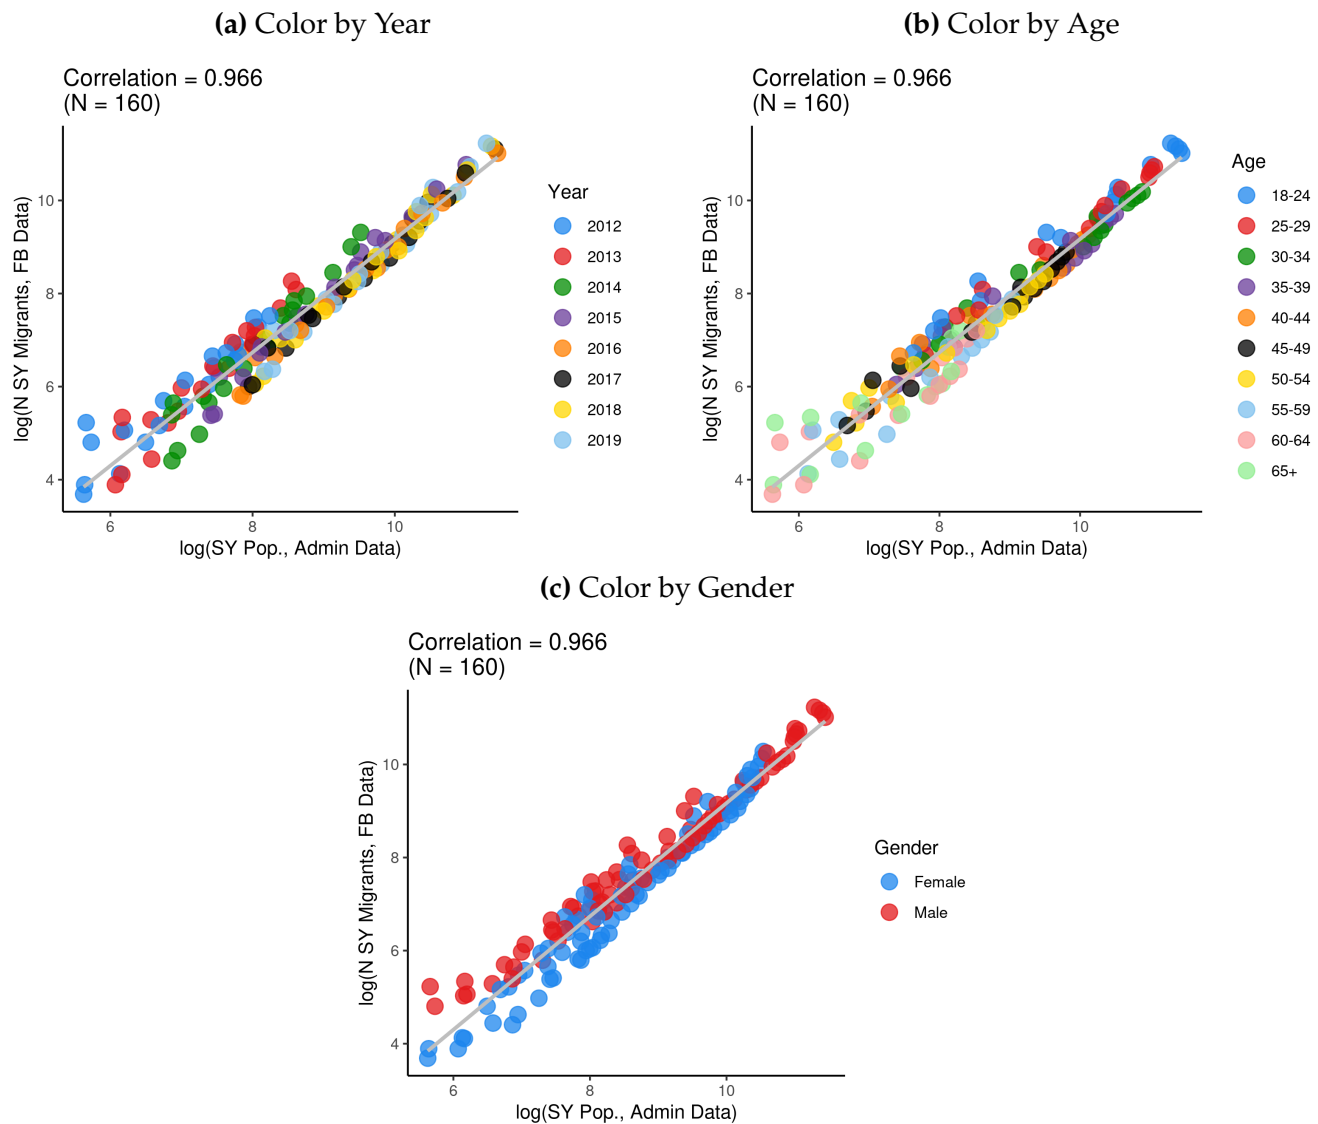 (a) Color by Year
Correlation = 0.966
(N = 160)
log(N SY Migrants, FB Data)
10
8
6
4
6
8
10
log(SY Pop., Admin Data)
Year
2012
2013
2014
2015
2016
2017
2018
2019
(b) Color by Age
Correlation = 0.966
(N = 160)
log(N SY Migrants, FB Data)
10
8
6
4
6
8
10
log(SY Pop., Admin Data)
Age
18-24
25-29
30-34
35-39
40-44
45-49
50-54
55-59
60-64
65+
(c) Color by Gender
Correlation = 0.966
(N = 160)
log(N SY Migrants, FB Data)
10
8
6
4
6
8
10
log(SY Pop., Admin Data)
Gender
Female
Male